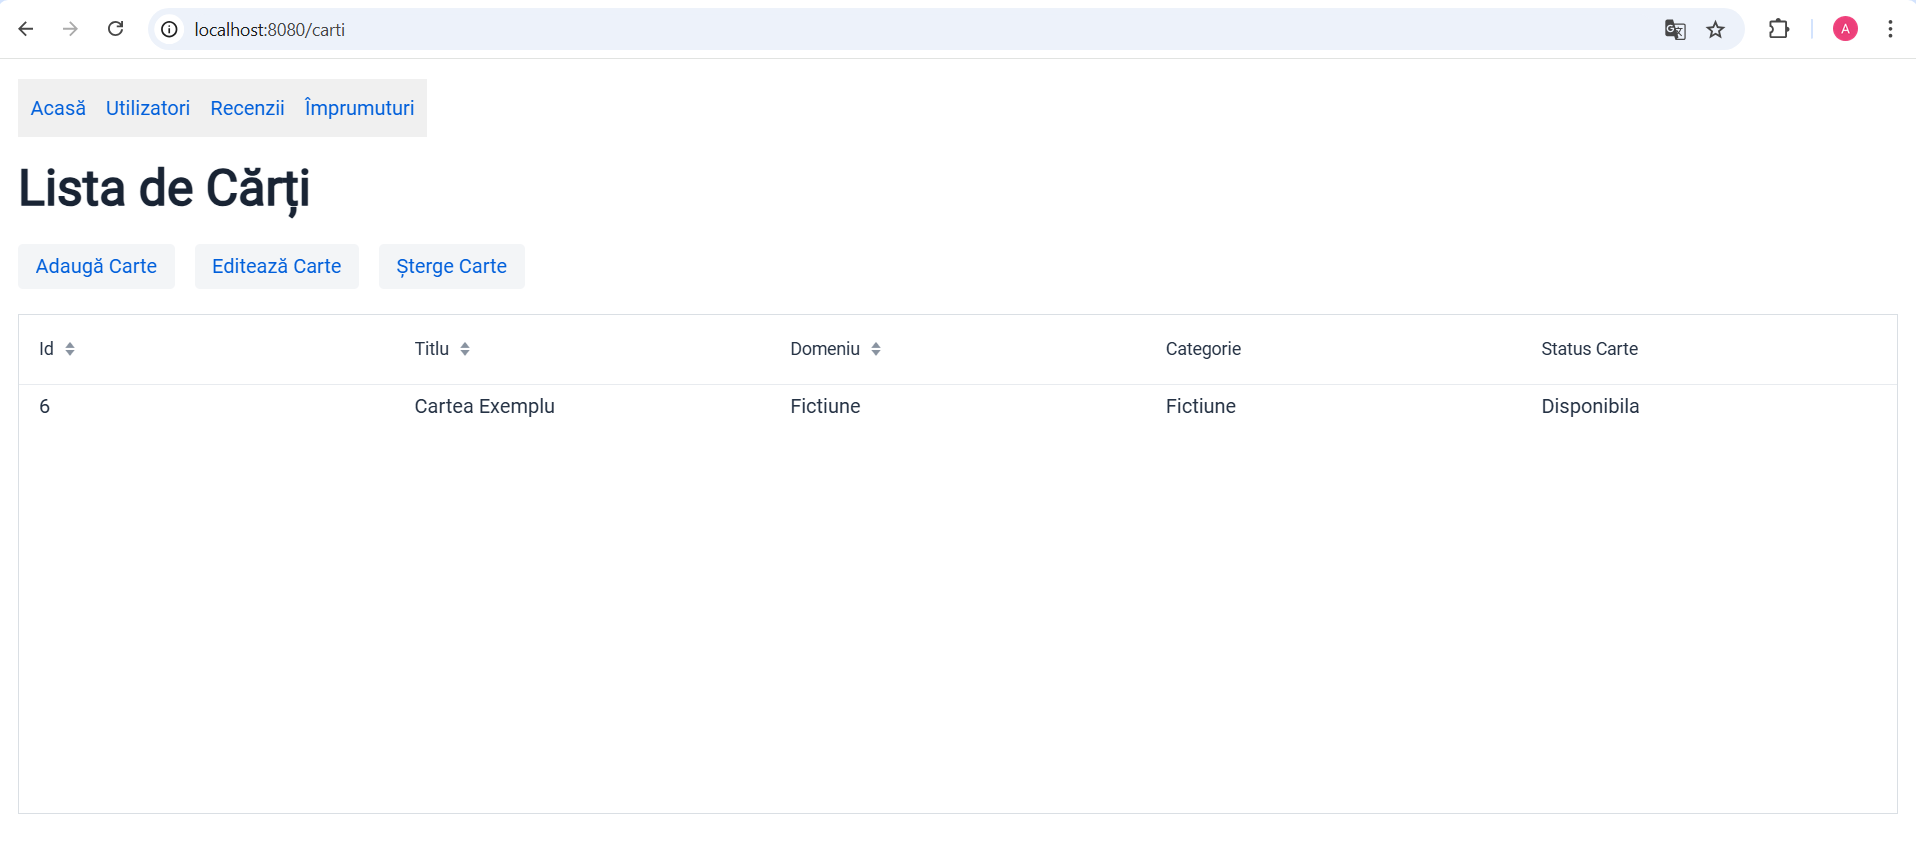 localhost:8080/carti
A
Acasă Utilizatori Recenzii Împrumuturi
Lista de Cărți
Adaugă Carte Editează Carte Șterge Carte
Id Titlu Domeniu Categorie Status Carte
6 Cartea Exemplu Fictiune Fictiune Disponibila